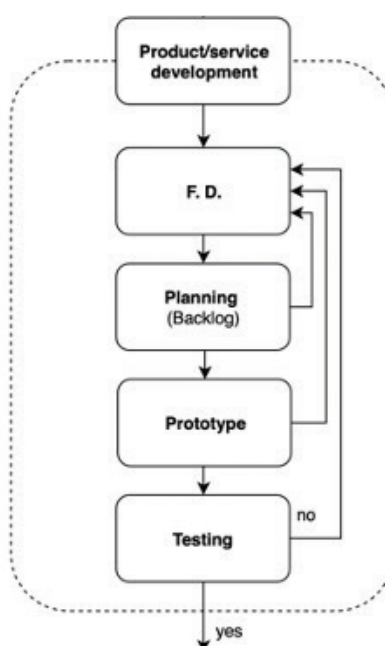 Product/service
development
F. D.
Planning
(Backlog)
Prototype
Testing
no
yes